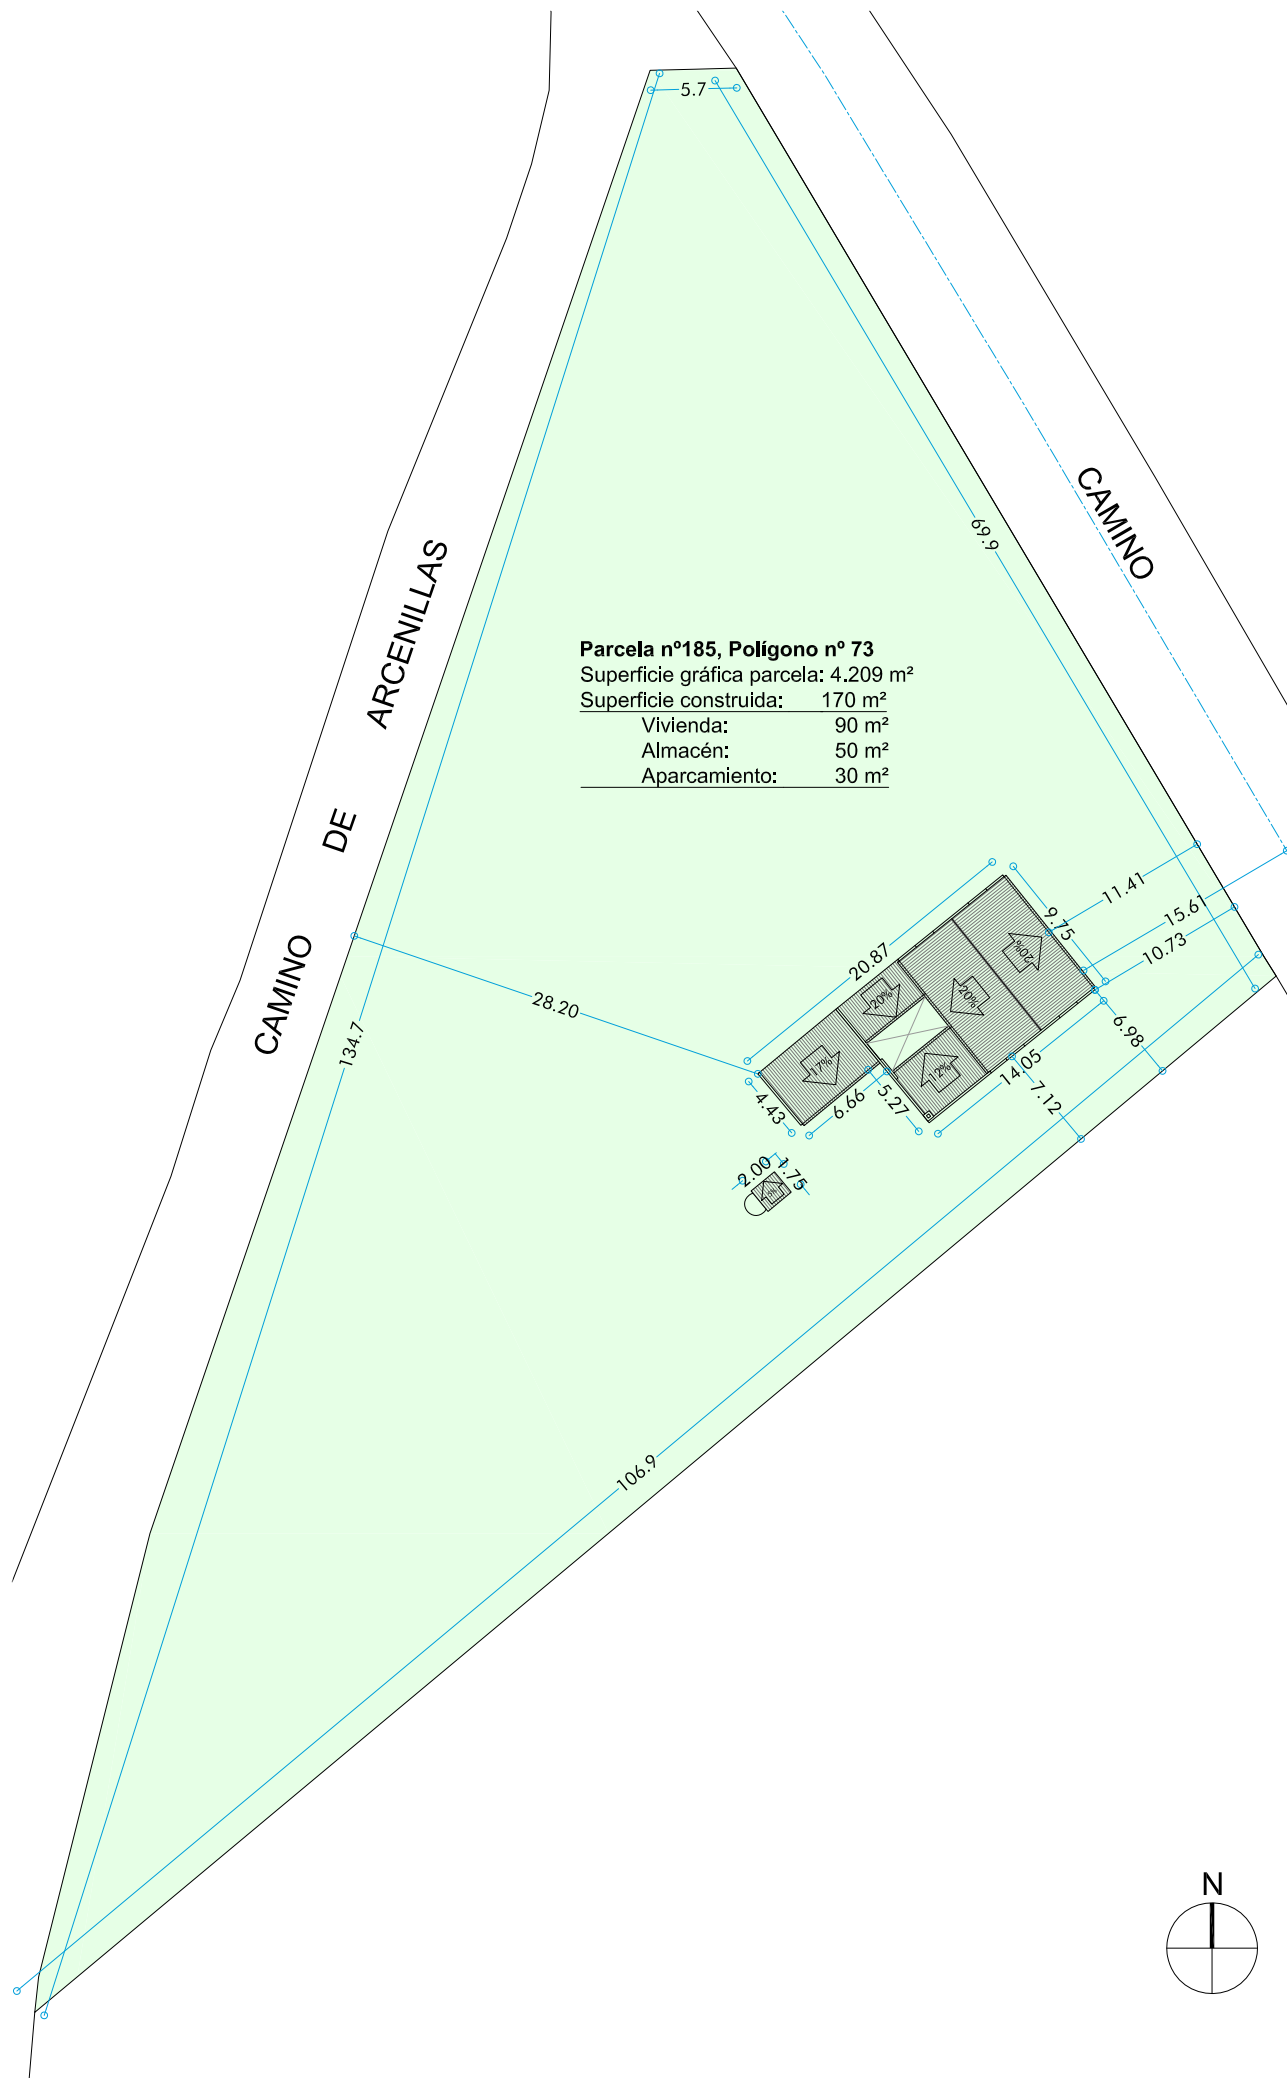 5.7
69.9
CAMINO
CAMINO DE ARCENILLAS
Parcela nº185, Polígono nº 73
Superficie gráfica parcela: 4.209 m²
Superficie construida: 170 m²
Vivienda: 90 m²
Almacén: 50 m²
Aparcamiento: 30 m²
11.41
15.61
10.73
9.75
20%
20.87
20%
20%
28.20
17%
12%
6.98
14.05
7.12
4.43
6.66
5.27
134.7
2.00
1.75
106.9
N